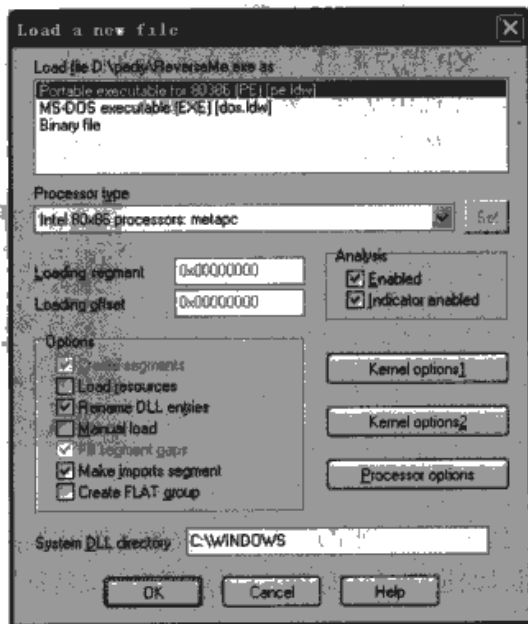 Load a new file
Load file D:\pediy\ReverseMe.exe as
Portable executable for 80386 (PE) [pe.ldw]
MS-DOS executable (EXE) [dos.ldw]
Binary file
Processor type
Intel 80x86 processors: metapc
Set
Loading segment 0x00000000
Loading offset 0x00000000
Analysis
Enabled
Indicator enabled
Options
Create segments
Load resources
Rename DLL entries
Manual load
Fill segment gaps
Make imports segment
Create FLAT group
Kernel options1
Kernel options2
Processor options
System DLL directory C:\WINDOWS
OK Cancel Help